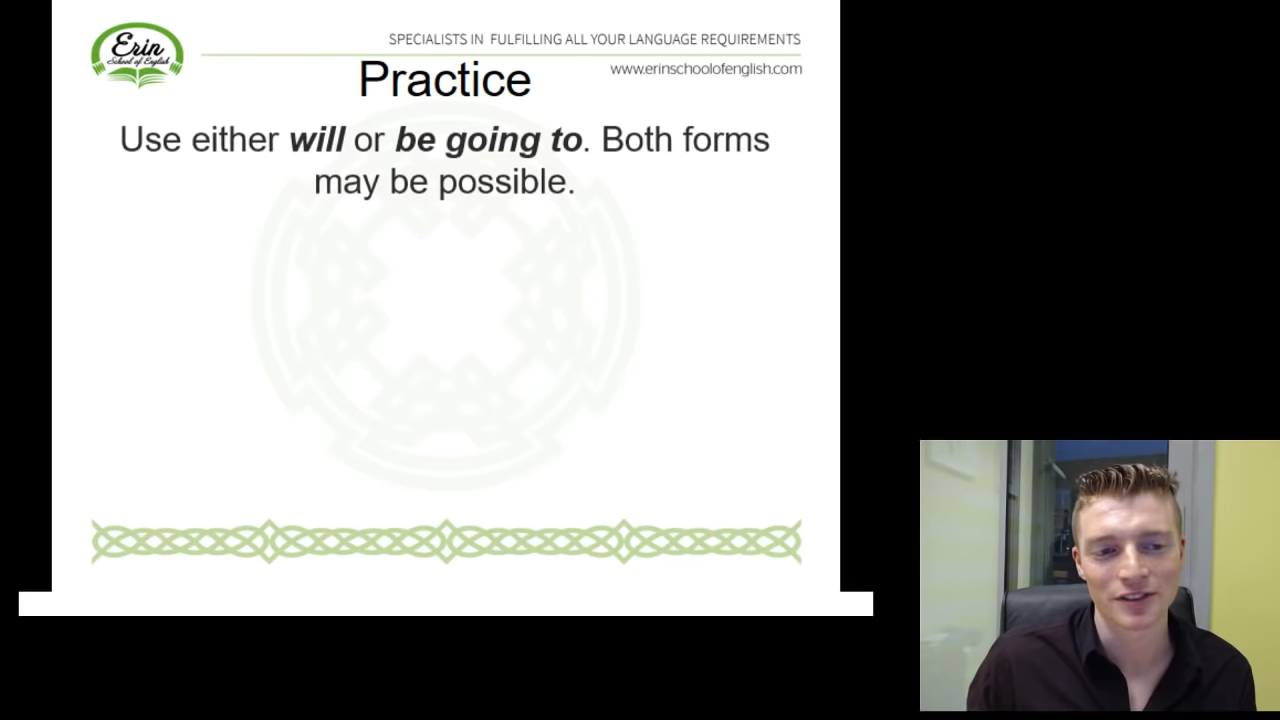 Erin
School of English
SPECIALISTS IN FULFILLING ALL YOUR LANGUAGE REQUIREMENTS
www.erinschoolofenglish.com
Practice
Use either will or be going to. Both forms
may be possible.